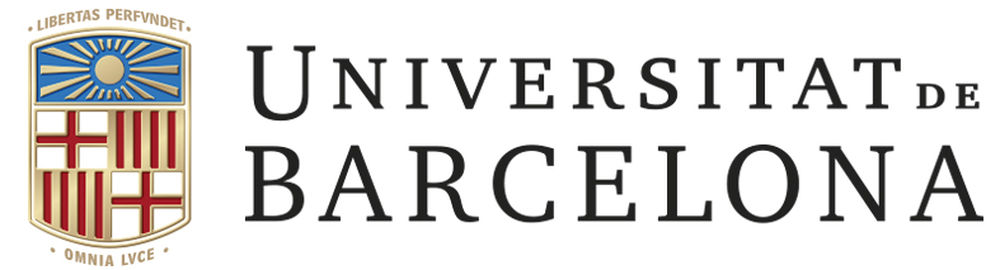 · LIBERTAS PERFVNDET ·
· OMNIA LVCE ·
UNIVERSITAT DE
BARCELONA